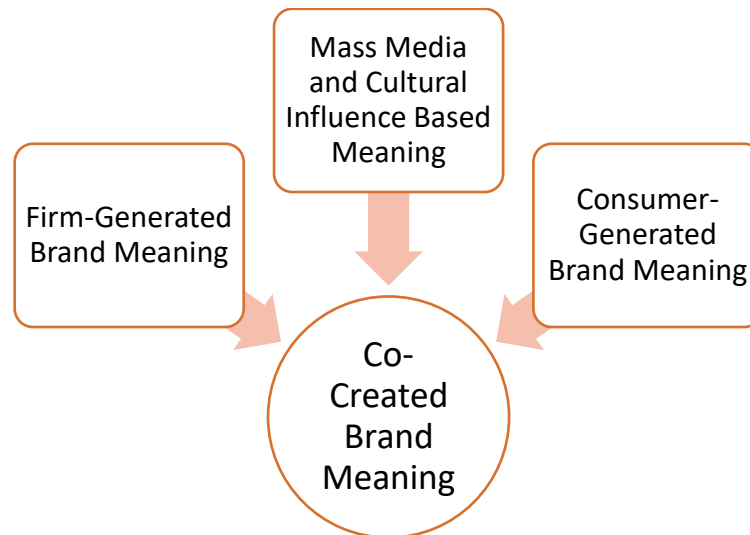 Mass Media
and Cultural
Influence Based
Meaning
Firm-Generated
Brand Meaning
Consumer-
Generated
Brand Meaning
Co-
Created
Brand
Meaning